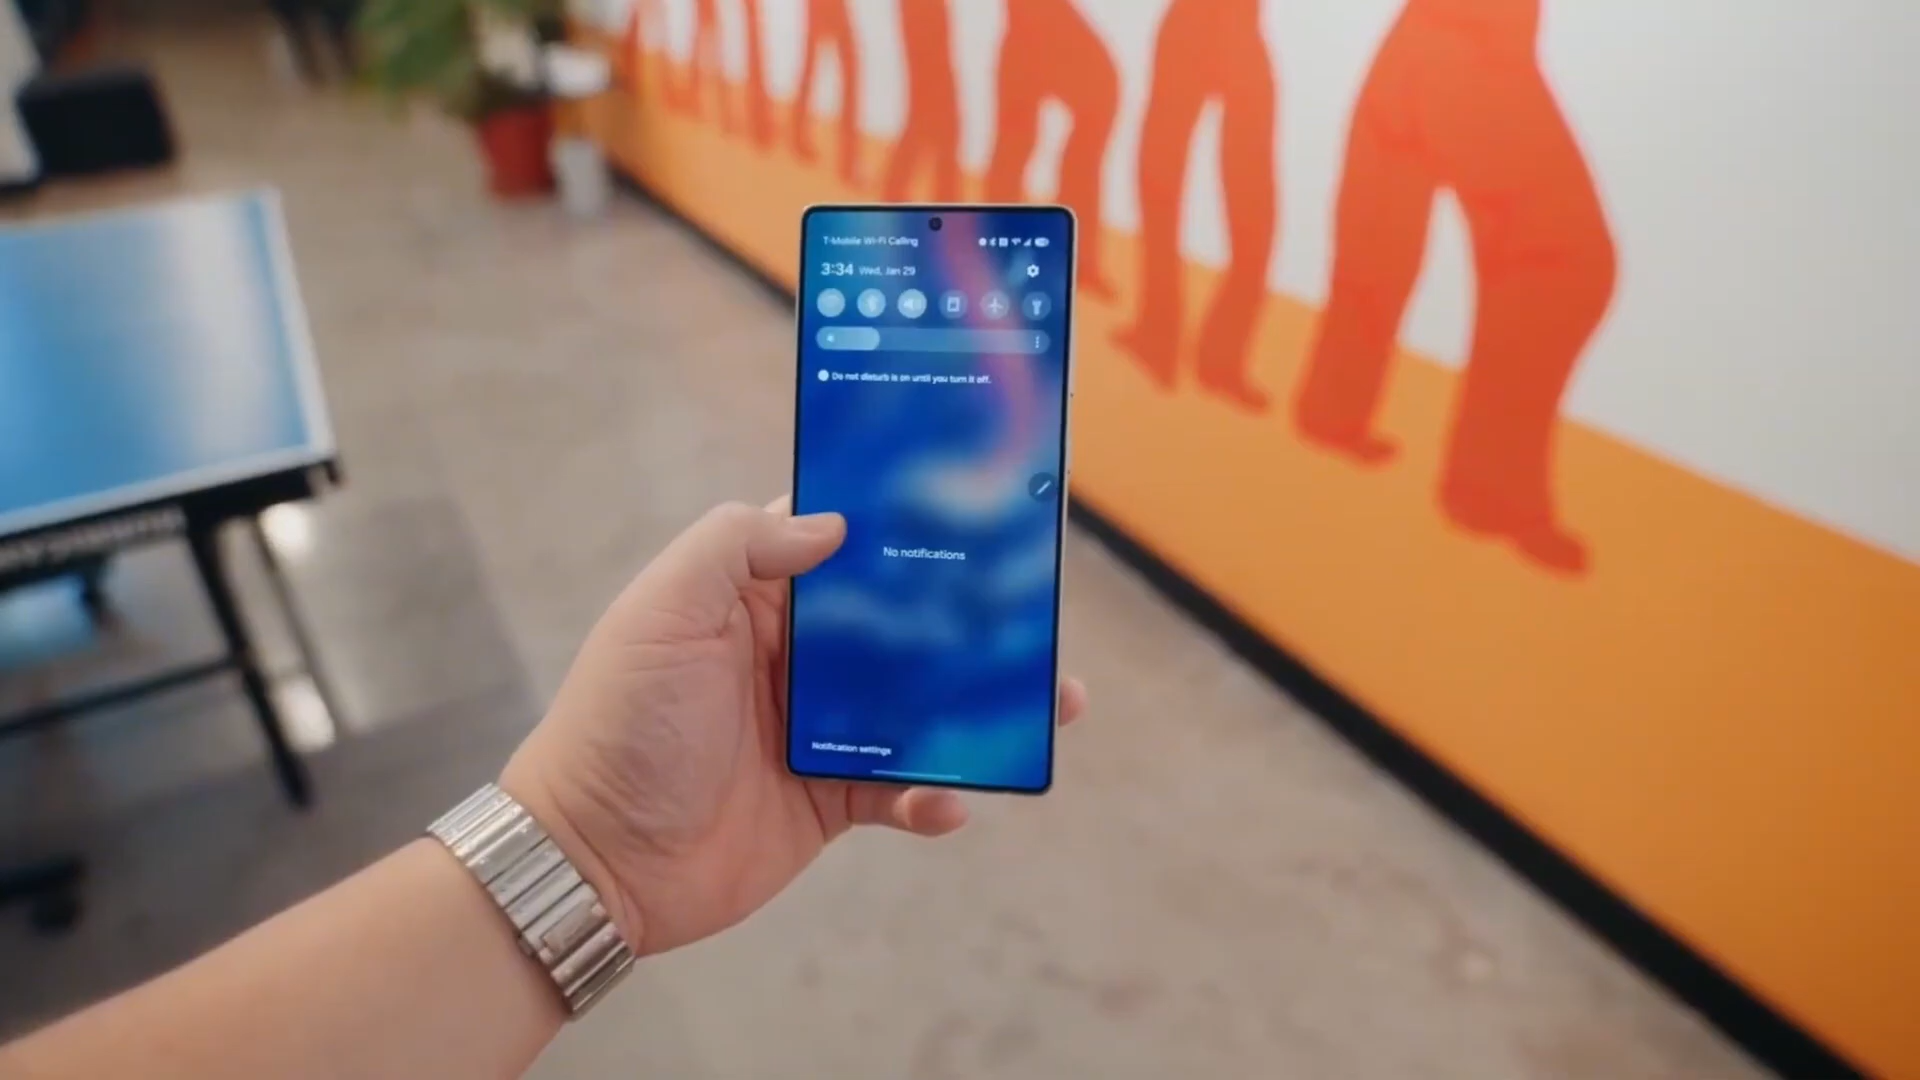 T-Mobile Wi-Fi Calling
3:34 Wed, Jan 29
Do not disturb is on until you turn it off.
No notifications
Notification settings